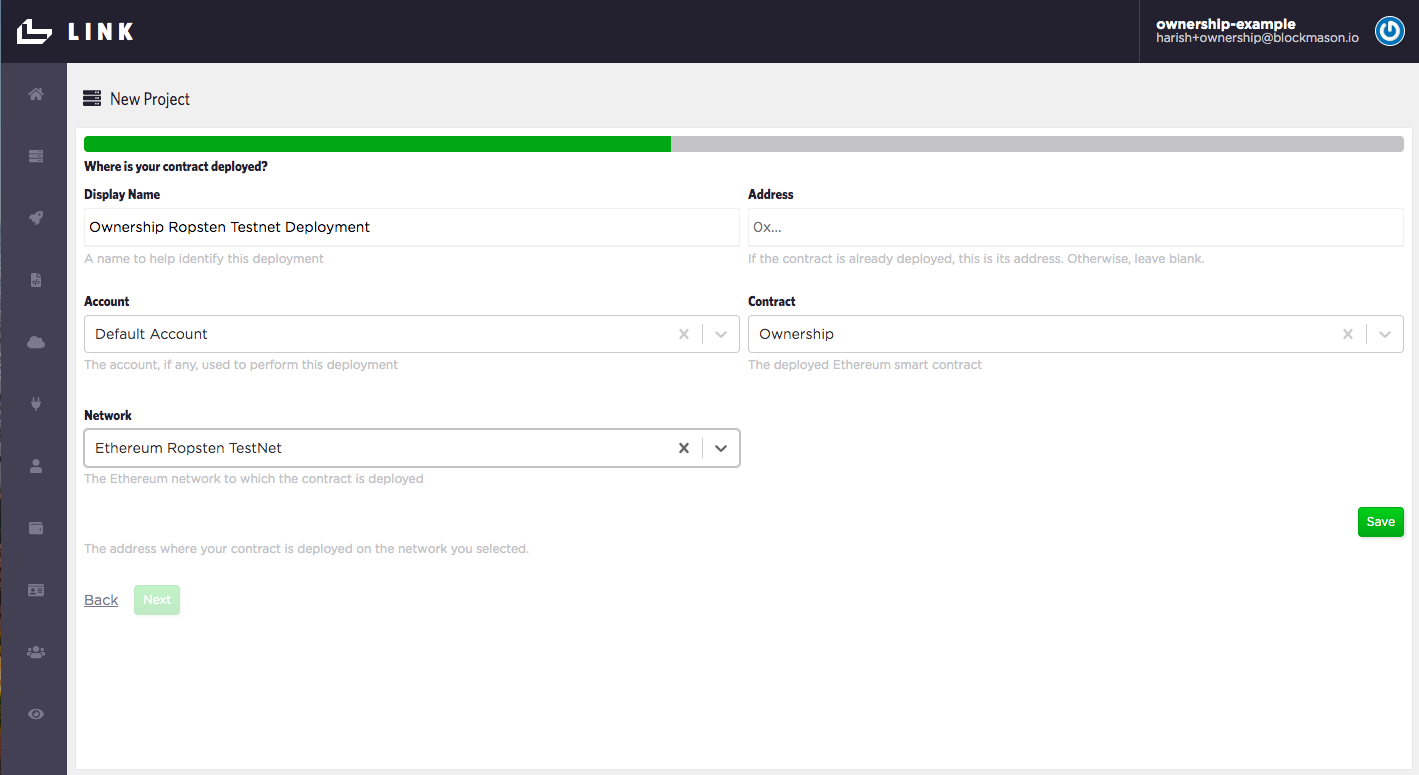 LINK
ownership-example
harish+ownership@blockmason.io
New Project
Where is your contract deployed?
Display Name
Address
Ownership Ropsten Testnet Deployment
0x...
A name to help identify this deployment
If the contract is already deployed, this is its address. Otherwise, leave blank.
Account
Contract
Default Account
Ownership
The account, if any, used to perform this deployment
The deployed Ethereum smart contract
Network
Ethereum Ropsten TestNet
The Ethereum network to which the contract is deployed
Save
The address where your contract is deployed on the network you selected.
Back
Next